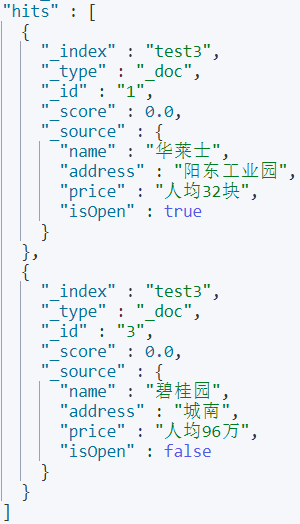 "hits" : [
{
"_index" : "test3",
"_type" : "_doc",
"_id" : "1",
"_score" : 0.0,
"_source" : {
"name" : "华莱士",
"address" : "阳东工业园",
"price" : "人均32块",
"isOpen" : true
}
},
{
"_index" : "test3",
"_type" : "_doc",
"_id" : "3",
"_score" : 0.0,
"_source" : {
"name" : "碧桂园",
"address" : "城南",
"price" : "人均96万",
"isOpen" : false
}
}
]